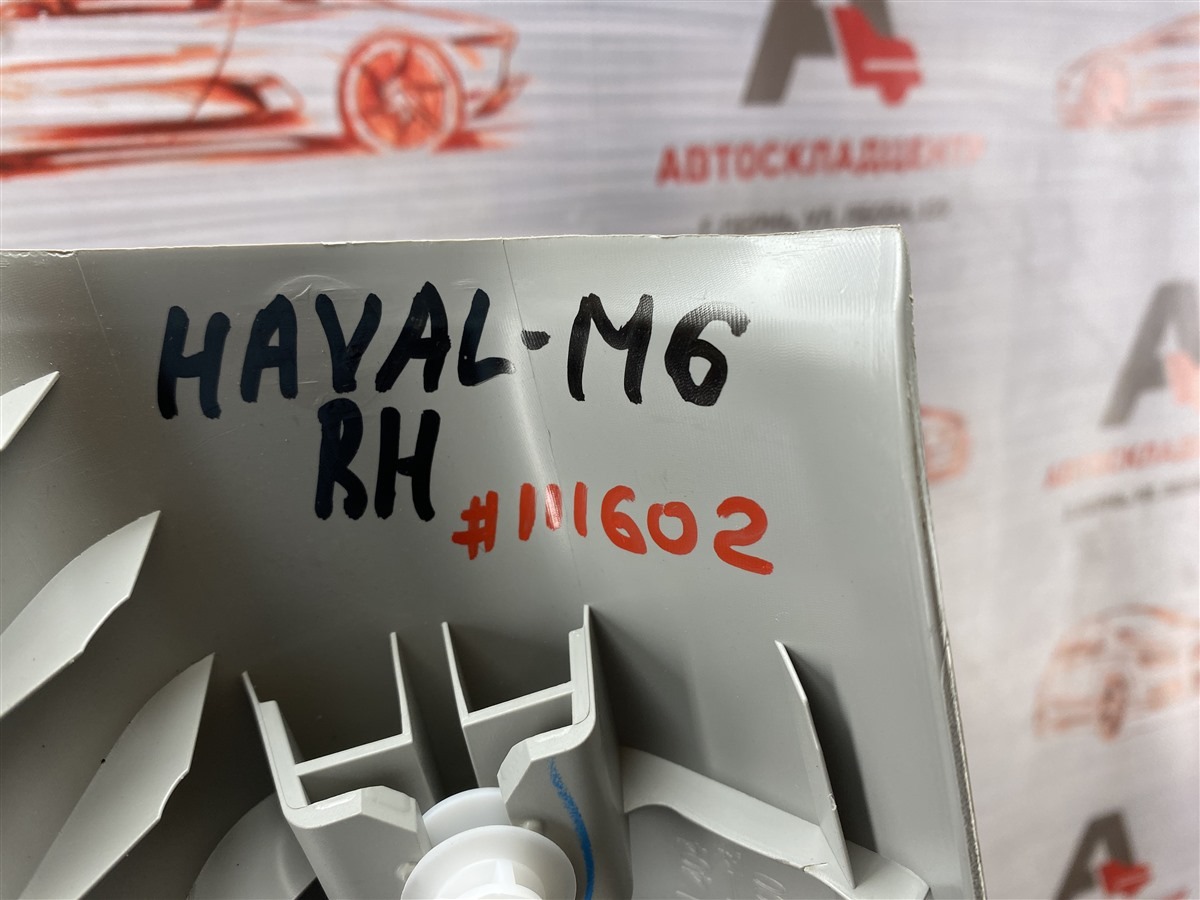 АВТОСКЛАДЦЕНТР
HAVAL-M6
RH
#111602